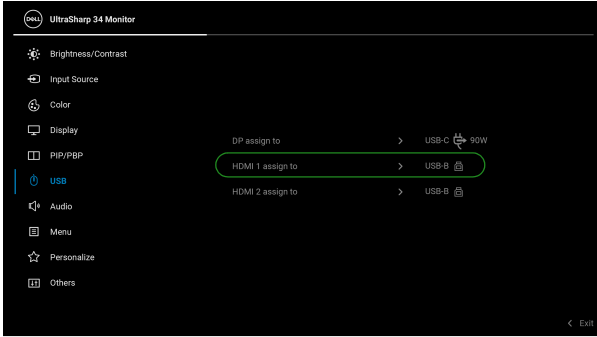 DELL UltraSharp 34 Monitor
Brightness/Contrast
Input Source
Color
Display
PIP/PBP
USB
Audio
Menu
Personalize
Others
DP assign to > USB-C 90W
HDMI 1 assign to > USB-B
HDMI 2 assign to > USB-B
< Exit